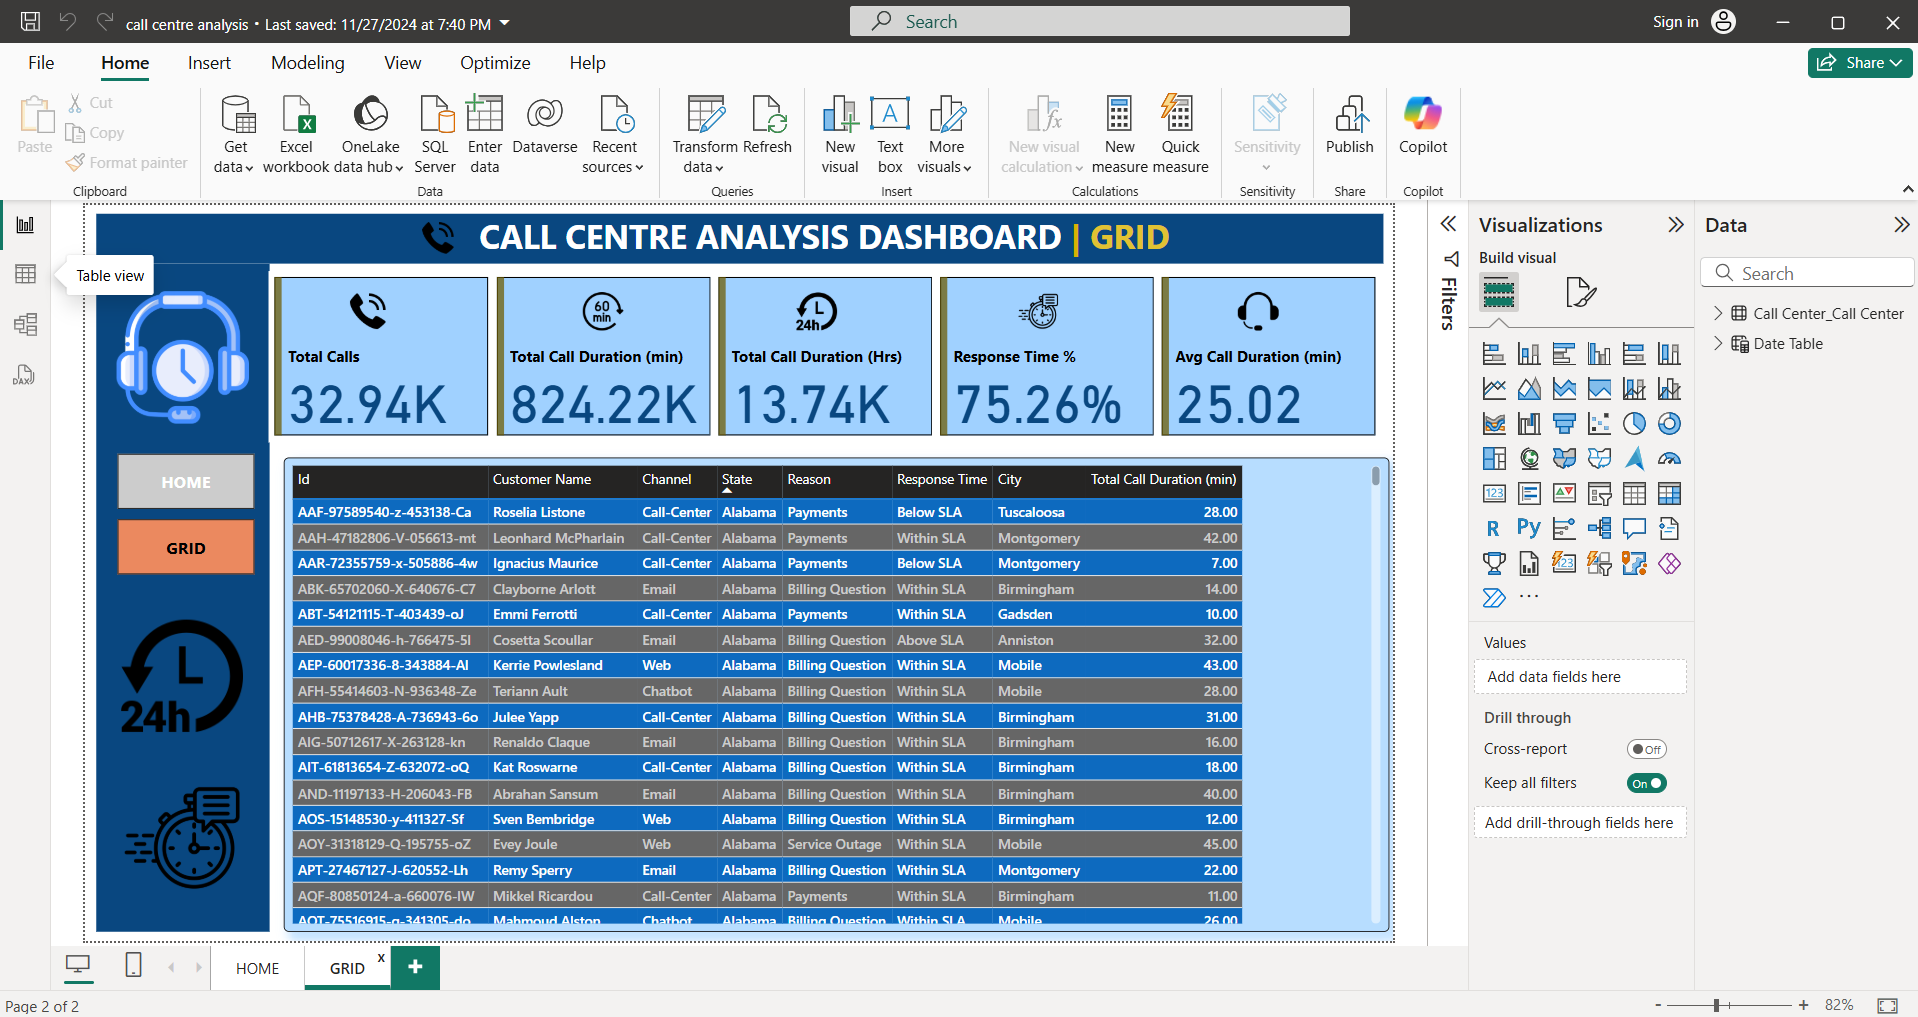 call centre analysis • Last saved: 11/27/2024 at 7:40 PM
Search
Sign in
File Home Insert Modeling View Optimize Help
Share
Paste
Cut
Copy
Format painter
Clipboard
Get data
Excel workbook
OneLake data hub
SQL Server
Enter data
Dataverse
Recent sources
Data
Transform data
Refresh
Queries
New visual
Text box
More visuals
Insert
New visual calculation
New measure
Quick measure
Calculations
Sensitivity
Sensitivity
Publish
Share
Copilot
Copilot
Table view
CALL CENTRE ANALYSIS DASHBOARD | GRID
60 min
24h
Total Calls
32.94K
Total Call Duration (min)
824.22K
Total Call Duration (Hrs)
13.74K
Response Time %
75.26%
Avg Call Duration (min)
25.02
HOME
GRID
24h
Id Customer Name Channel State Reason Response Time City Total Call Duration (min)
AAF-97589540-z-453138-Ca Roselia Listone Call-Center Alabama Payments Below SLA Tuscaloosa 28.00
AAH-47182806-V-056613-mt Leonhard McPharlain Call-Center Alabama Payments Within SLA Montgomery 42.00
AAR-72355759-x-505886-4w Ignacius Maurice Call-Center Alabama Payments Below SLA Montgomery 7.00
ABK-65702060-X-640676-C7 Clayborne Arlott Email Alabama Billing Question Within SLA Birmingham 14.00
ABT-54121115-T-403439-oJ Emmi Ferrotti Call-Center Alabama Payments Within SLA Gadsden 10.00
AED-99008046-h-766475-5l Cosetta Scoullar Email Alabama Billing Question Above SLA Anniston 32.00
AEP-60017336-8-343884-Al Kerrie Powlesland Web Alabama Billing Question Within SLA Mobile 43.00
AFH-55414603-N-936348-Ze Teriann Ault Chatbot Alabama Billing Question Within SLA Mobile 28.00
AHB-75378428-A-736943-6o Julee Yapp Call-Center Alabama Billing Question Within SLA Birmingham 31.00
AIG-50712617-X-263128-kn Renaldo Claque Email Alabama Billing Question Within SLA Birmingham 16.00
AIT-61813654-Z-632072-oQ Kat Roswarne Call-Center Alabama Billing Question Within SLA Birmingham 18.00
AND-11197133-H-206043-FB Abrahan Sansum Email Alabama Billing Question Within SLA Birmingham 40.00
AOS-15148530-y-411327-Sf Sven Bembridge Web Alabama Billing Question Within SLA Birmingham 12.00
AOY-31318129-Q-195755-oZ Evey Joule Web Alabama Service Outage Within SLA Mobile 45.00
APT-27467127-J-620552-Lh Remy Sperry Email Alabama Billing Question Within SLA Montgomery 22.00
AQF-80850124-a-660076-IW Mikkel Ricardou Call-Center Alabama Payments Within SLA Birmingham 11.00
Mahmoud Alston Chatbot Alabama Billing Question Within SLA Mobile 26.00
Filters
Visualizations
Build visual
123
R
Py
123
Values
Add data fields here
Drill through
Cross-report Off
Keep all filters On
Add drill-through fields here
Data
Search
Call Center_Call Center
Date Table
DAX
HOME
GRID
x
+
Page 2 of 2
- + 82%